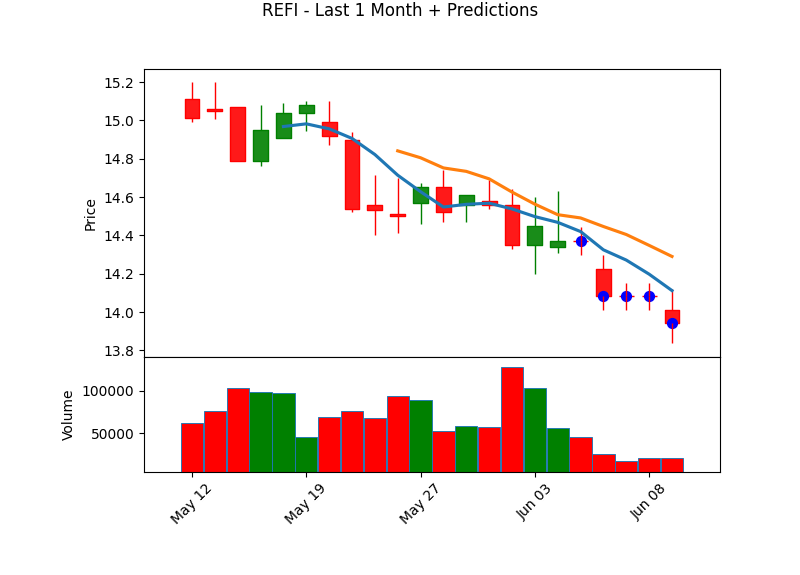 REFI - Last 1 Month + Predictions
15.2
15.0
14.8
14.6
14.4
14.2
14.0
13.8
Price
100000
50000
Volume
May 12
May 19
May 27
Jun 03
Jun 08